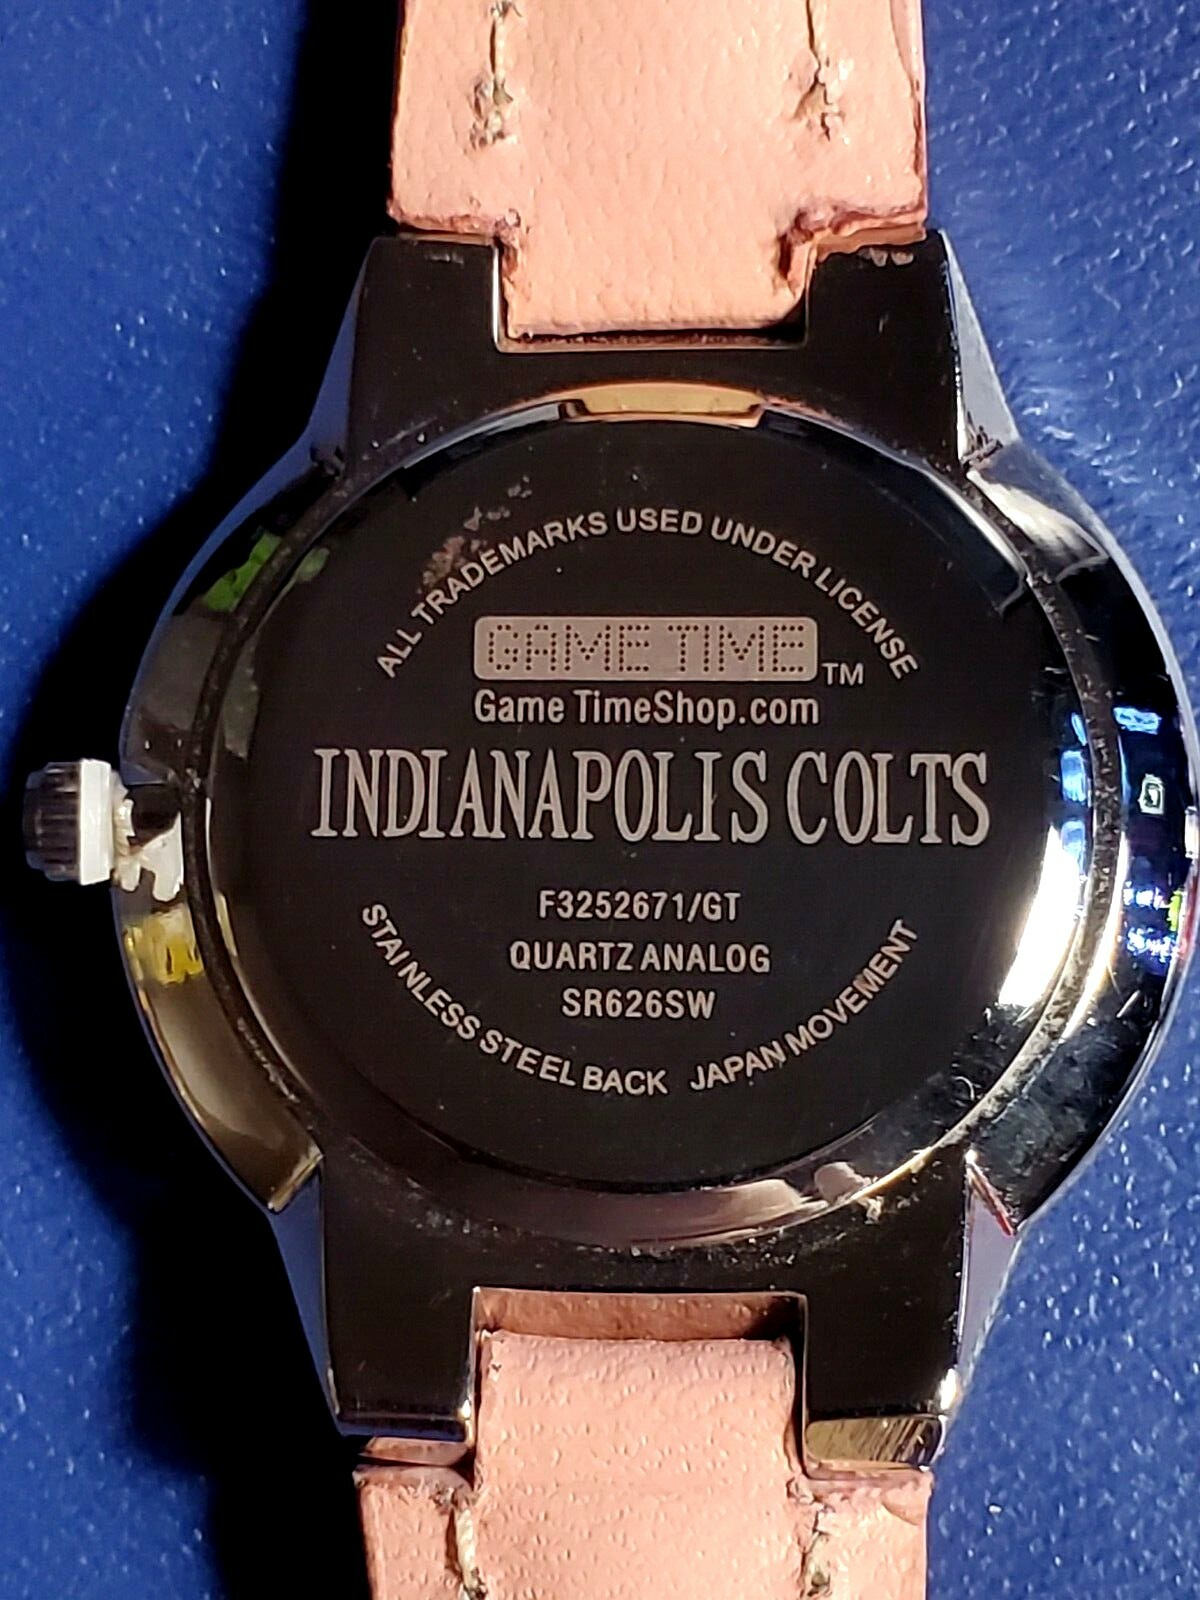 ALL TRADEMARKS USED UNDER LICENSE
GAME TIME TM
Game TimeShop.com
INDIANAPOLIS COLTS
F3252671/GT
QUARTZ ANALOG
SR626SW
STAINLESS STEEL BACK JAPAN MOVEMENT